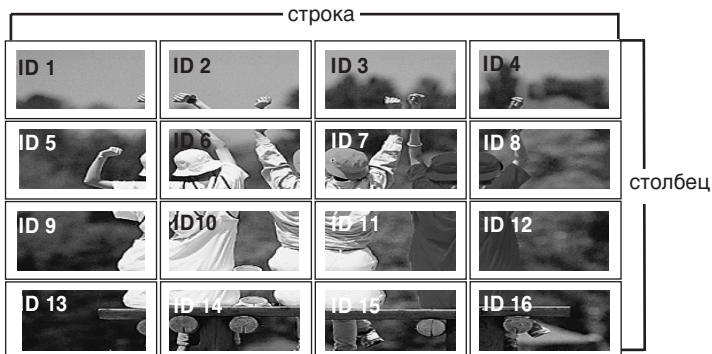 строка
ID 1 ID 2 ID 3 ID 4
ID 5 ID 6 ID 7 ID 8
столбец
ID 9 ID10 ID 11 ID 12
ID 13 ID 14 ID 15 ID 16